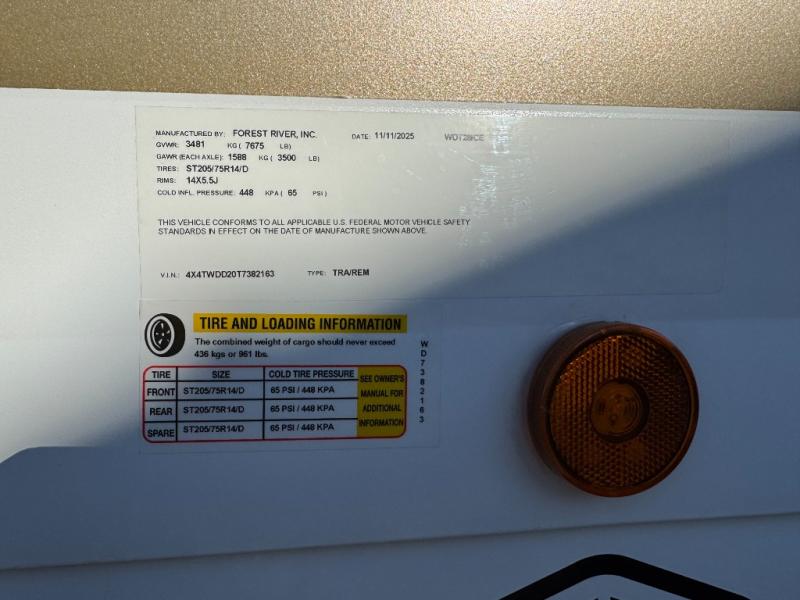 MANUFACTURED BY: FOREST RIVER, INC. DATE: 11/11/2025
GVWR: 3481 KG ( 7675 LB)
GAWR (EACH AXLE): 1588 KG ( 3500 LB)
TIRES: ST205/75R14/D
RIMS: 14X5.5J
COLD INFL. PRESSURE: 448 KPA ( 65 PSI )
THIS VEHICLE CONFORMS TO ALL APPLICABLE U.S. FEDERAL MOTOR VEHICLE SAFETY
STANDARDS IN EFFECT ON THE DATE OF MANUFACTURE SHOWN ABOVE.
V.I.N.: 4X4TWDD20T7382163 TYPE: TRA/REM
TIRE AND LOADING INFORMATION
The combined weight of cargo should never exceed
436 kgs or 961 lbs.
TIRE SIZE COLD TIRE PRESSURE
FRONT ST205/75R14/D 65 PSI / 448 KPA
REAR ST205/75R14/D 65 PSI / 448 KPA
SPARE ST205/75R14/D 65 PSI / 448 KPA
SEE OWNER'S
MANUAL FOR
ADDITIONAL
INFORMATION
WD7382163